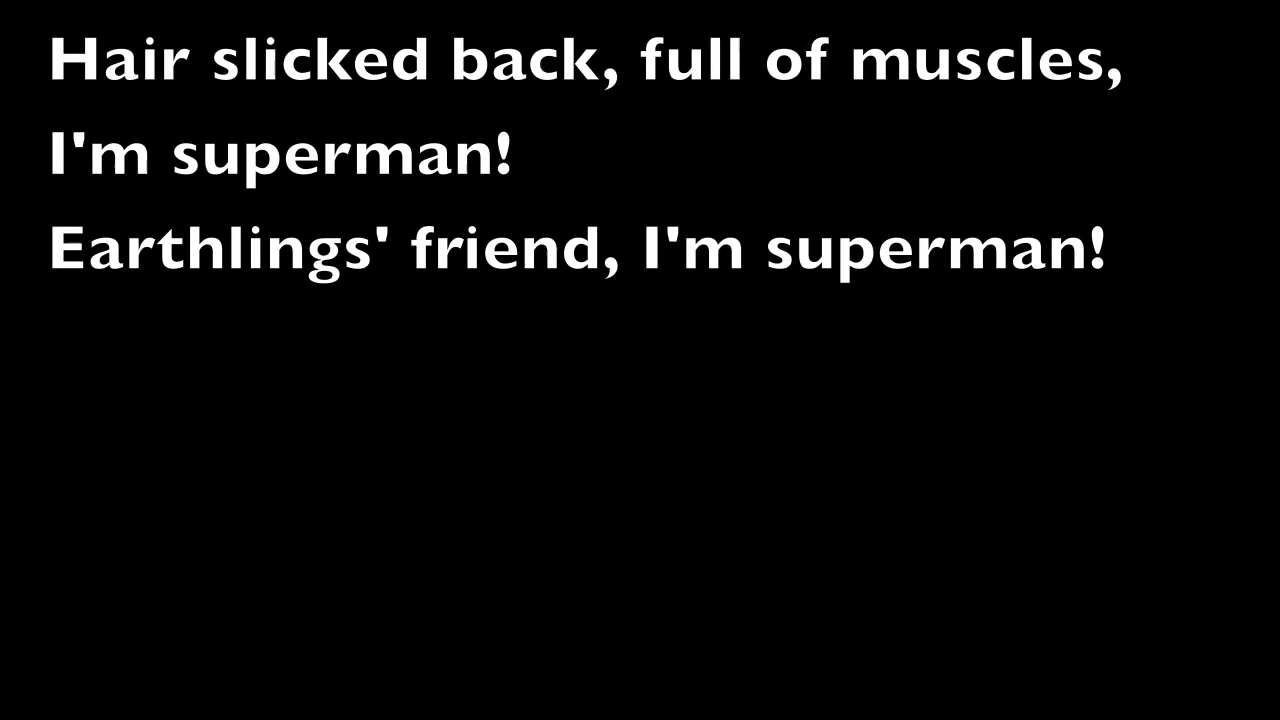 Hair slicked back, full of muscles,
I'm superman!
Earthlings' friend, I'm superman!